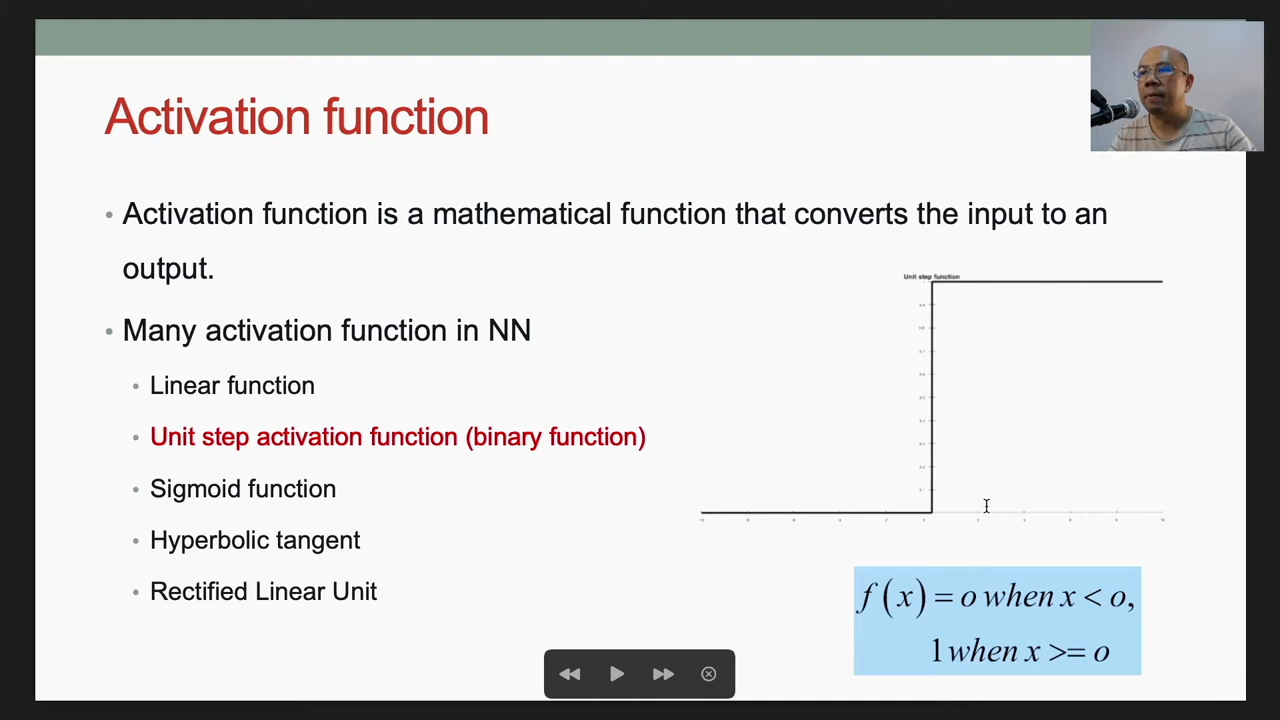 Activation function
• Activation function is a mathematical function that converts the input to an
output.
• Many activation function in NN
• Linear function
• Unit step activation function (binary function)
• Sigmoid function
• Hyperbolic tangent
• Rectified Linear Unit
Unit step function
f(x) = o when x < o,
1 when x >= o